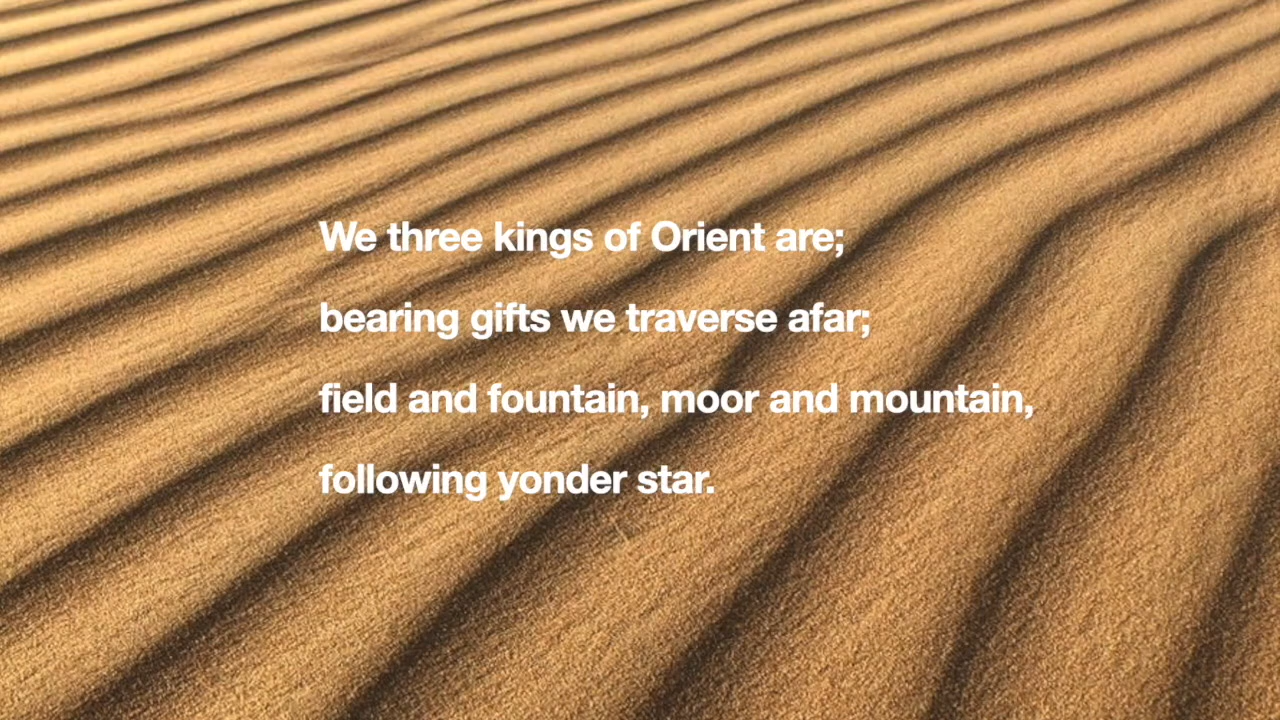 We three kings of Orient are;
bearing gifts we traverse afar;
field and fountain, moor and mountain,
following yonder star.